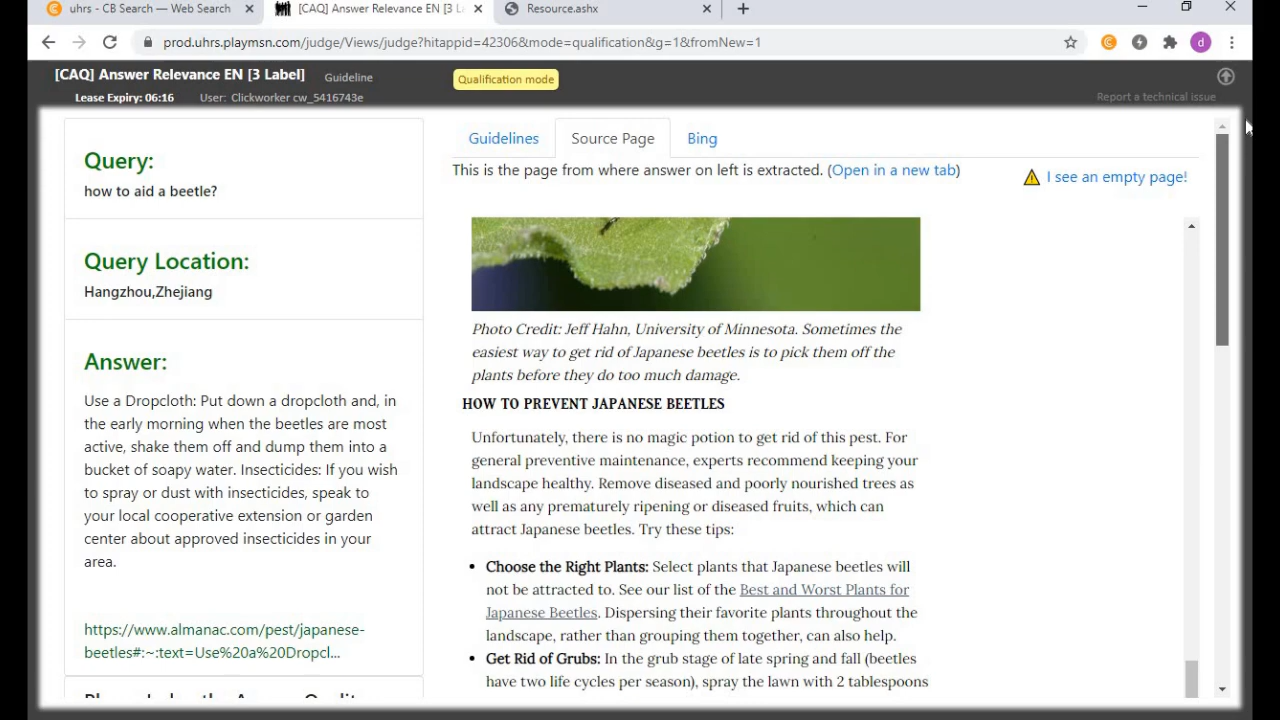 uhrs - CB Search — Web Search
[CAQ] Answer Relevance EN [3 L
Resource.ashx
prod.uhrs.playmsn.com/judge/Views/judge?hitappid=42306&mode=qualification&g=1&fromNew=1
d
[CAQ] Answer Relevance EN [3 Label]
Guideline
Qualification mode
Lease Expiry: 06:16
User: Clickworker cw_5416743e
Report a technical issue
Query:
how to aid a beetle?
Query Location:
Hangzhou,Zhejiang
Answer:
Use a Dropcloth: Put down a dropcloth and, in
the early morning when the beetles are most
active, shake them off and dump them into a
bucket of soapy water. Insecticides: If you wish
to spray or dust with insecticides, speak to
your local cooperative extension or garden
center about approved insecticides in your
area.
https://www.almanac.com/pest/japanese-
beetles#:~:text=Use%20a%20Dropcl...
Guidelines
Source Page
Bing
This is the page from where answer on left is extracted. (Open in a new tab)
I see an empty page!
Photo Credit: Jeff Hahn, University of Minnesota. Sometimes the
easiest way to get rid of Japanese beetles is to pick them off the
plants before they do too much damage.
HOW TO PREVENT JAPANESE BEETLES
Unfortunately, there is no magic potion to get rid of this pest. For
general preventive maintenance, experts recommend keeping your
landscape healthy. Remove diseased and poorly nourished trees as
well as any prematurely ripening or diseased fruits, which can
attract Japanese beetles. Try these tips:
• Choose the Right Plants: Select plants that Japanese beetles will
not be attracted to. See our list of the Best and Worst Plants for
Japanese Beetles. Dispersing their favorite plants throughout the
landscape, rather than grouping them together, can also help.
• Get Rid of Grubs: In the grub stage of late spring and fall (beetles
have two life cycles per season), spray the lawn with 2 tablespoons